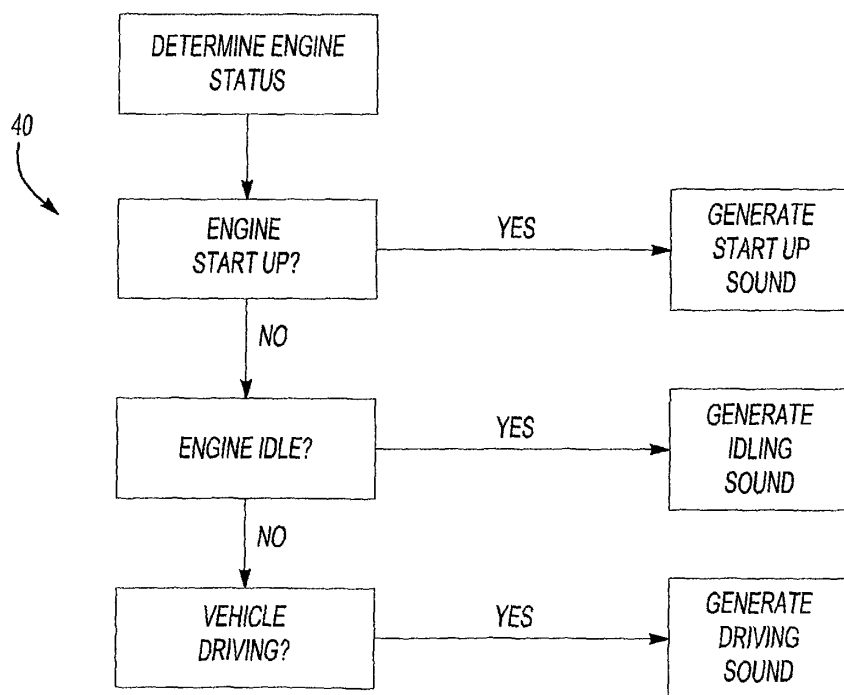 DETERMINE ENGINE
STATUS
40
ENGINE
START UP?
YES
GENERATE
START UP
SOUND
NO
ENGINE IDLE?
YES
GENERATE
IDLING
SOUND
NO
VEHICLE
DRIVING?
YES
GENERATE
DRIVING
SOUND